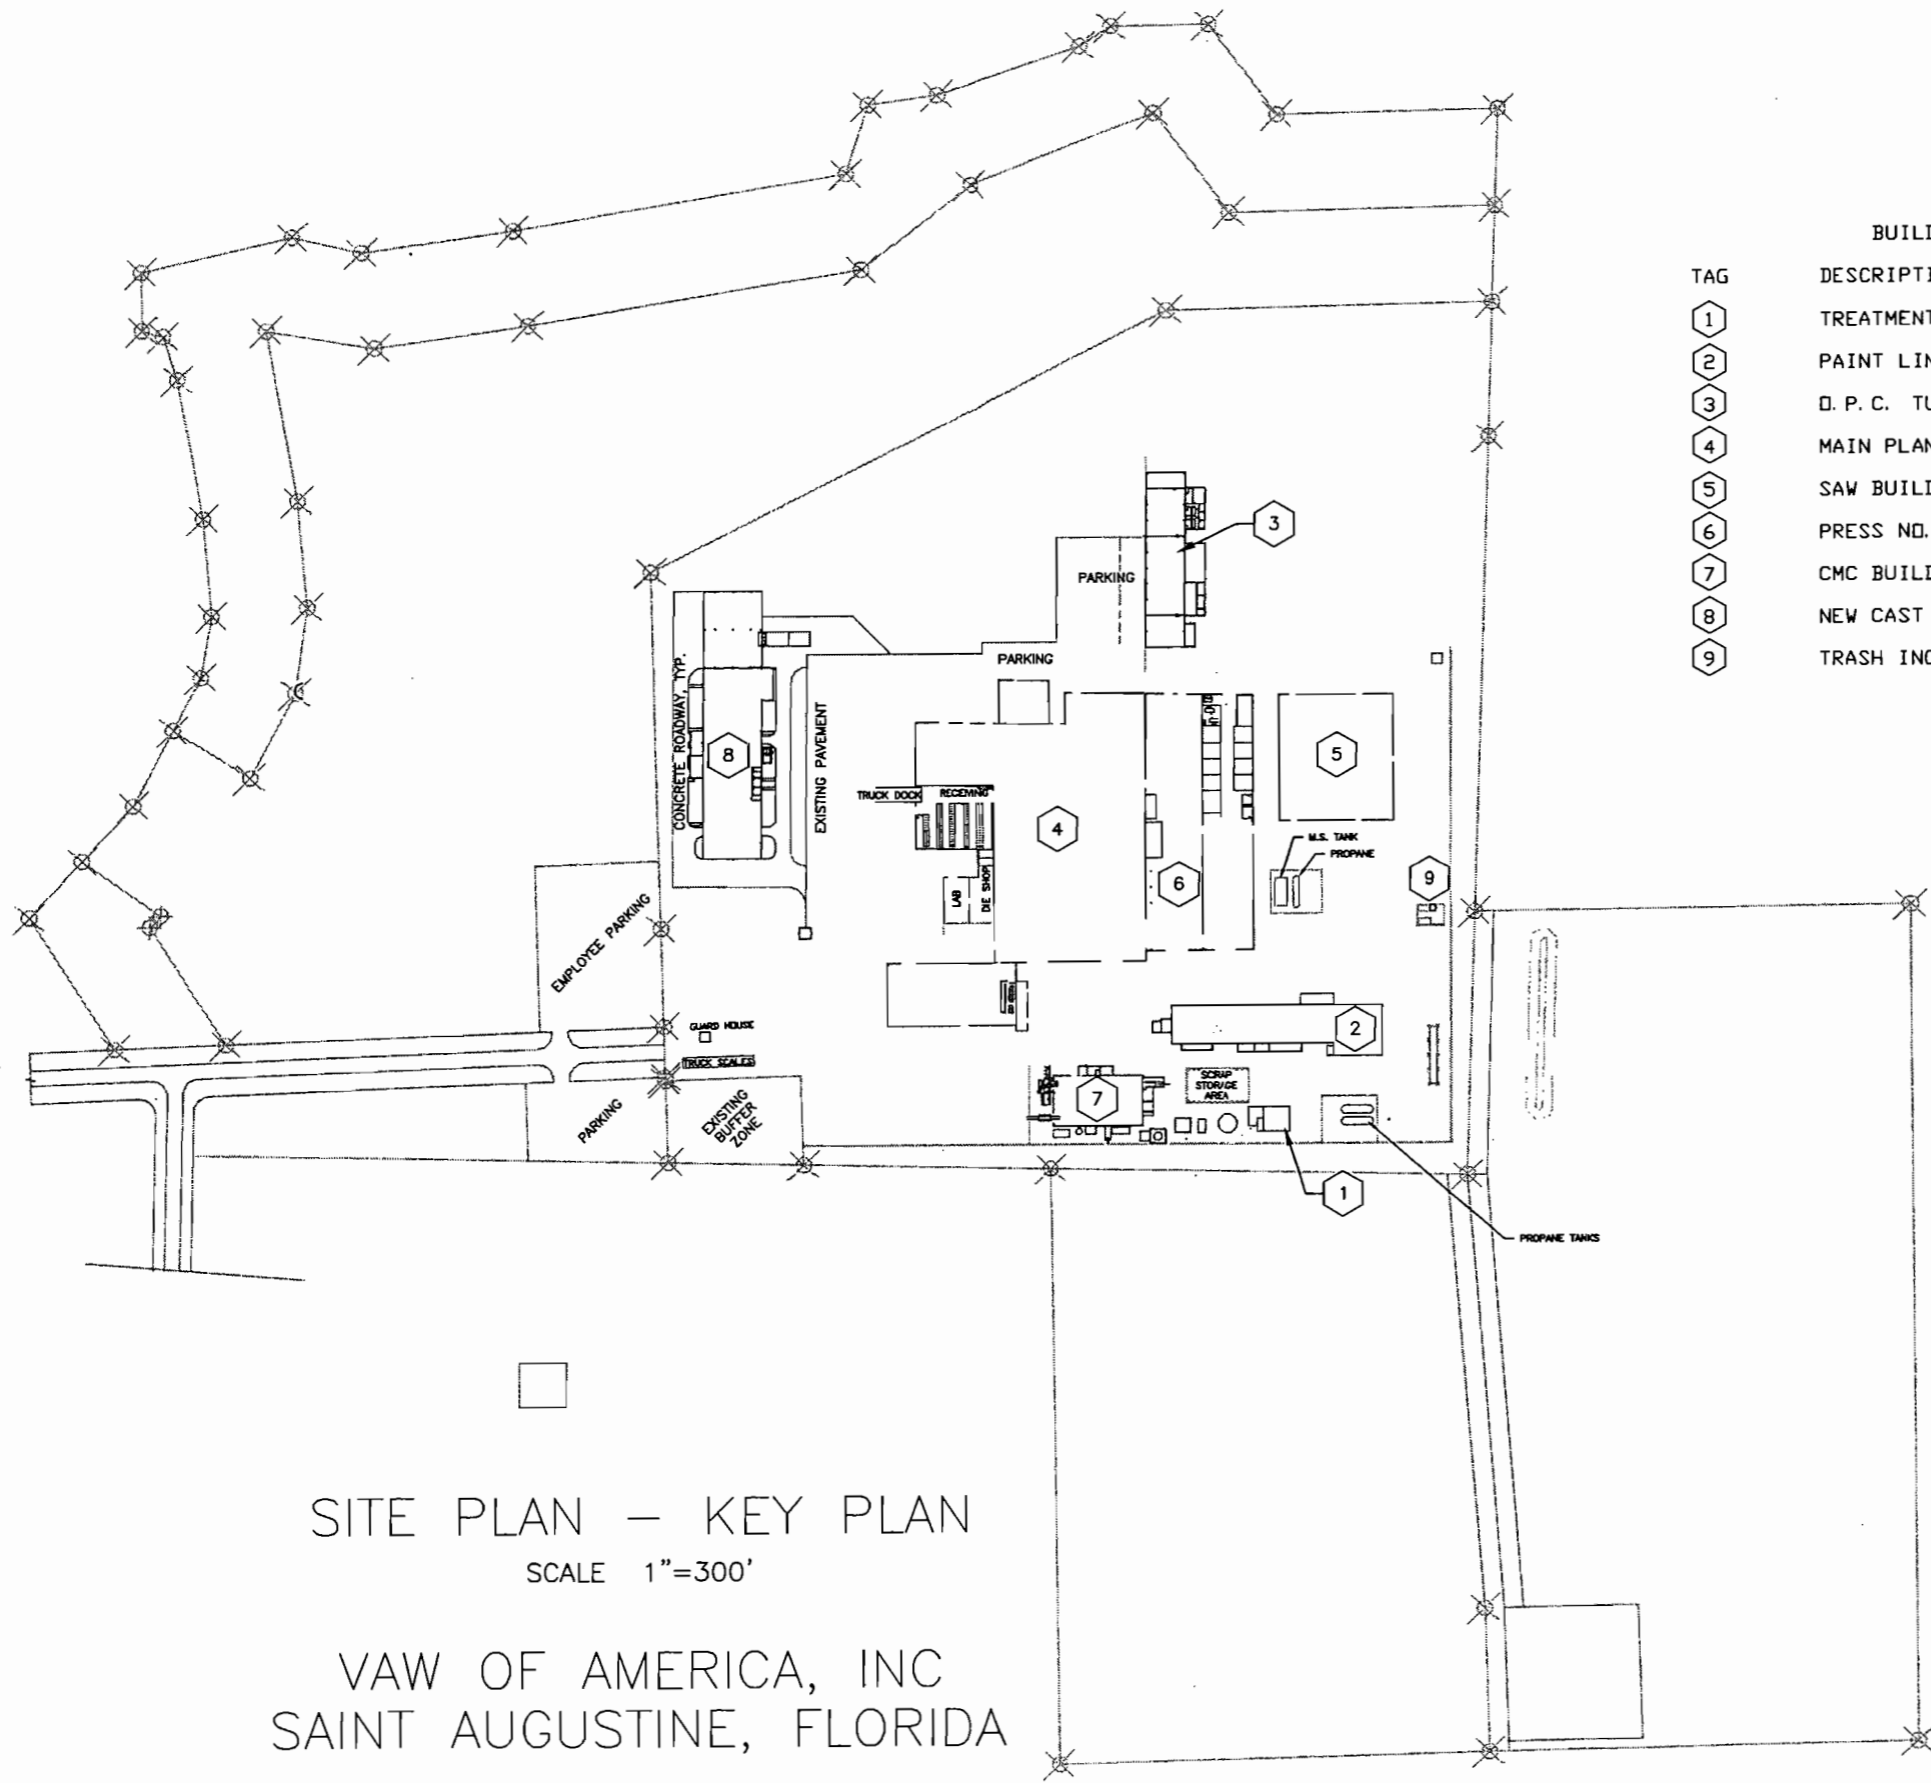 BUILD
TAG DESCRIPTI
1 TREATMENT
2 PAINT LIN
3 O.P.C. TU
4 MAIN PLAN
5 SAW BUILD
6 PRESS NO.
7 CMC BUILD
8 NEW CAST
9 TRASH INC
3
PARKING
PARKING
CONCRETE ROADWAY, TYP.
EXISTING PAVEMENT
8
5
TRUCK DOCK
RECEIVING
4
M.S. TANK
PROPANE
6
9
LAB
DIE SHOP
EMPLOYEE PARKING
GUARD HOUSE
TRUCK SCALES
2
7
SCRAP
STORAGE
AREA
PARKING
EXISTING
BUFFER
ZONE
1
PROPANE TANKS
SITE PLAN – KEY PLAN
SCALE 1"=300'
VAW OF AMERICA, INC
SAINT AUGUSTINE, FLORIDA